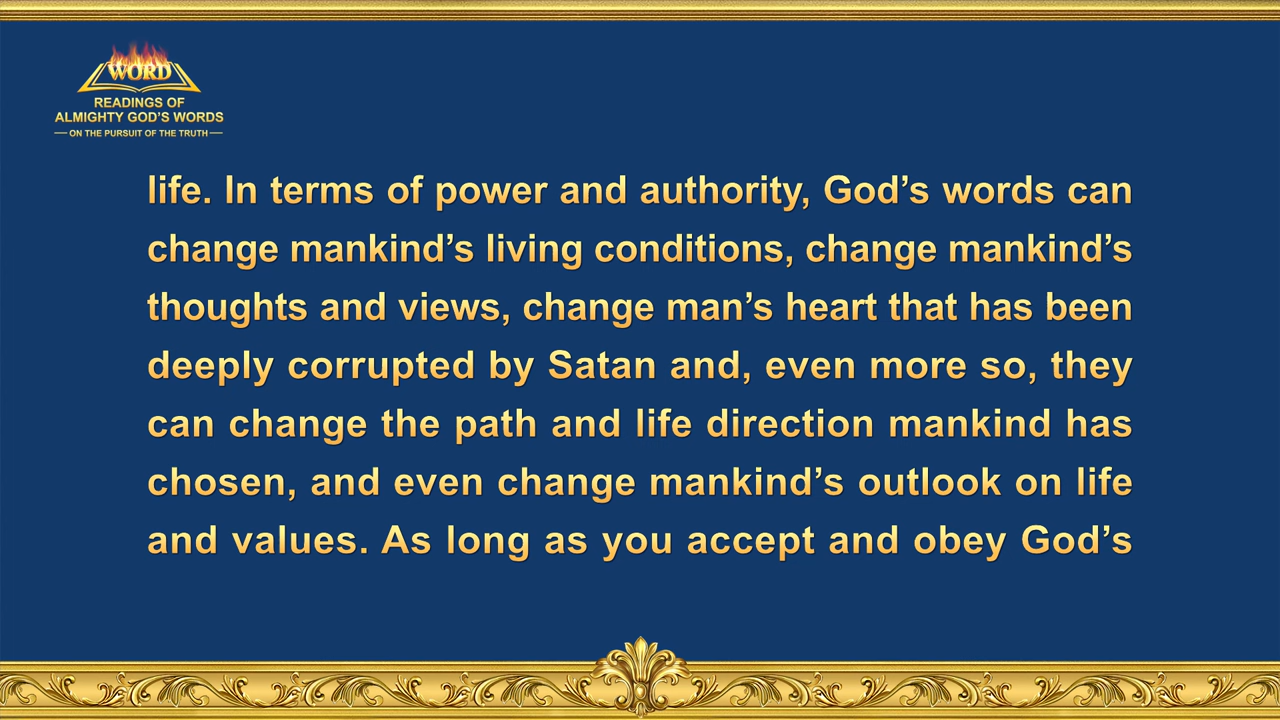 WORD
READINGS OF
ALMIGHTY GOD'S WORDS
ON THE PURSUIT OF THE TRUTH
life. In terms of power and authority, God’s words can
change mankind’s living conditions, change mankind’s
thoughts and views, change man’s heart that has been
deeply corrupted by Satan and, even more so, they
can change the path and life direction mankind has
chosen, and even change mankind’s outlook on life
and values. As long as you accept and obey God’s